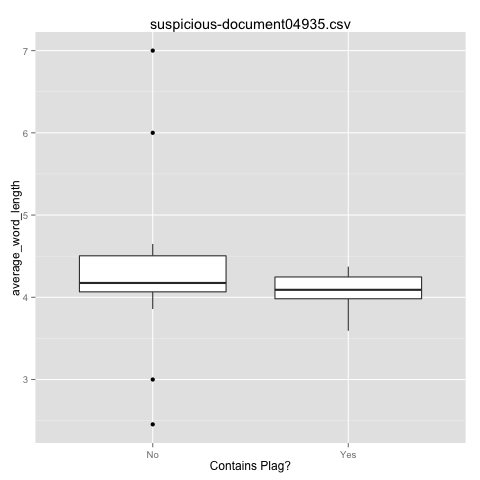 suspicious-document04935.csv
7
6
5
4
3
average_word_length
No
Yes
Contains Plag?